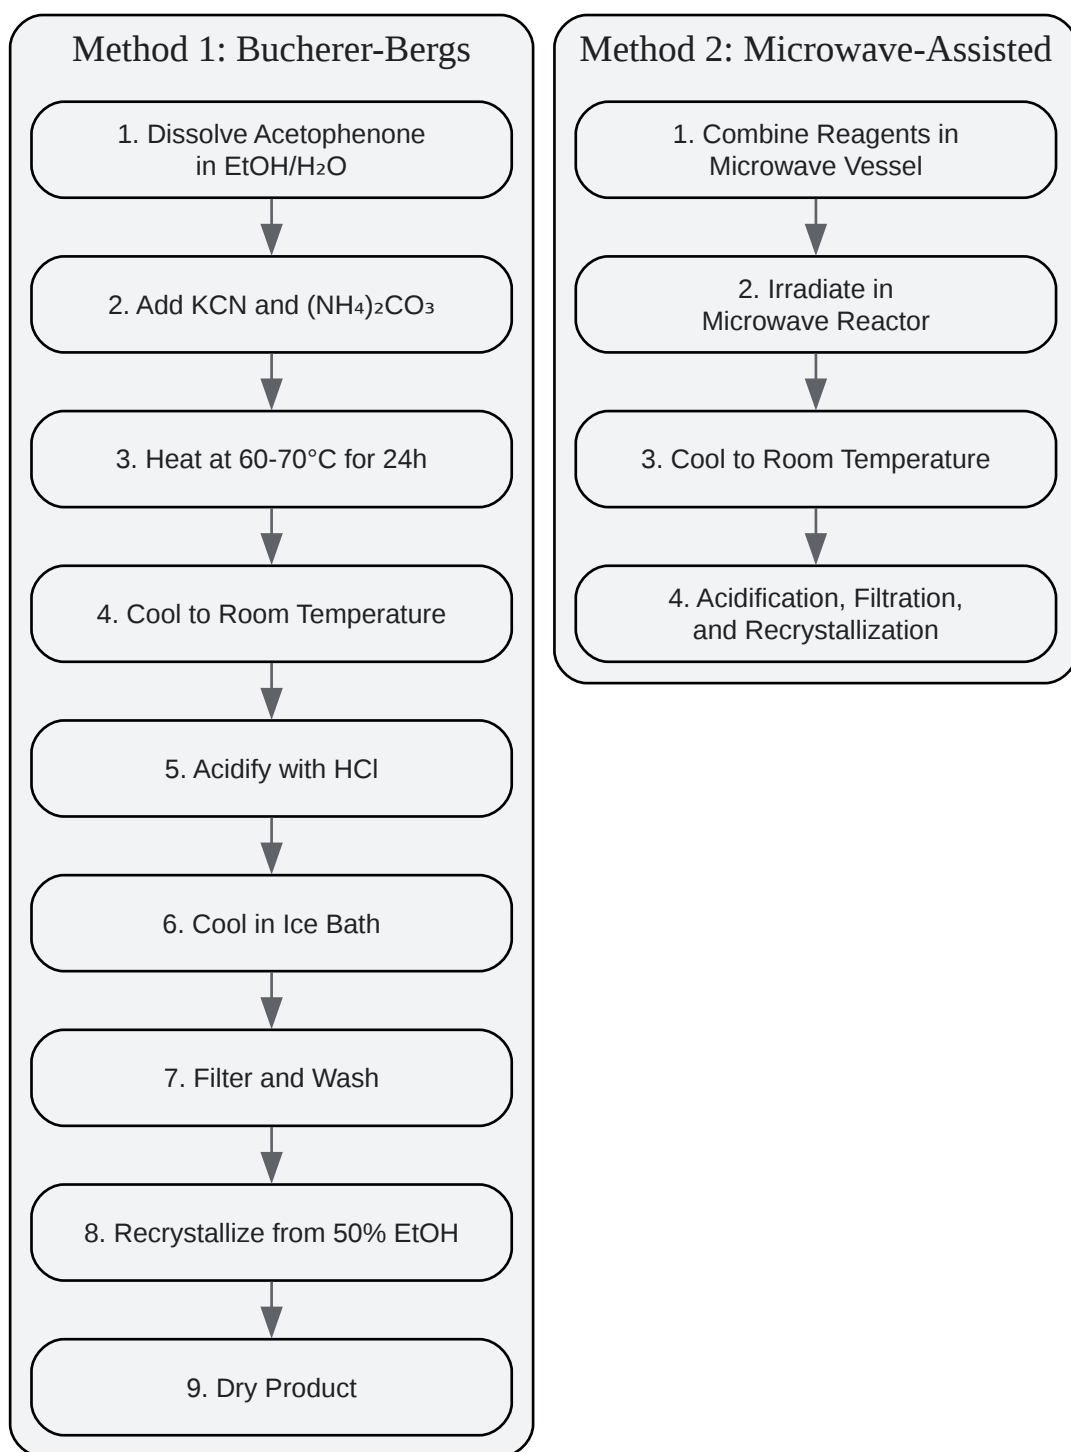 Method 1: Bucherer-Bergs
1. Dissolve Acetophenone
in EtOH/H₂O
2. Add KCN and (NH₄)₂CO₃
3. Heat at 60-70°C for 24h
4. Cool to Room Temperature
5. Acidify with HCl
6. Cool in Ice Bath
7. Filter and Wash
8. Recrystallize from 50% EtOH
9. Dry Product
Method 2: Microwave-Assisted
1. Combine Reagents in
Microwave Vessel
2. Irradiate in
Microwave Reactor
3. Cool to Room Temperature
4. Acidification, Filtration,
and Recrystallization